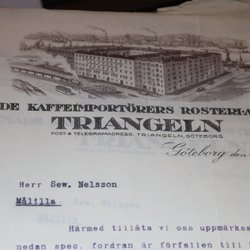 DE KAFFEIMPORTÖRERS ROSTERI-A
TRIANGELN
POST- & TELEGRAMADRESS: TRIANGELN, GÖTEBORG.
Göteborg den
Herr Sew. Nelsson
Målilla
Härmed tillåta vi oss uppmärks
nedan spec. fordran är förfallen till